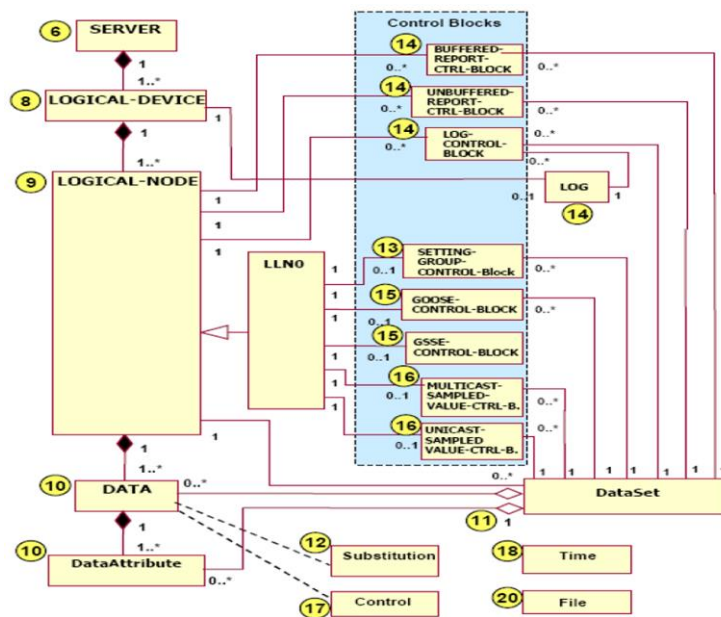 Control Blocks
6
SERVER
1
1..*
8
LOGICAL-DEVICE
1
1
1..*
9
LOGICAL-NODE
1
1
1
14
BUFFERED-
REPORT-
CTRL-BLOCK
0..*
0..*
14
UNBUFFERED-
REPORT-
CTRL-BLOCK
0..*
0..*
14
LOG-
CONTROL-
BLOCK
0..*
0..*
0..*
LOG
0..1
1
14
LLN0
1
1
1
1
1
13
SETTING-
GROUP-
CONTROL-Block
0..1
0..*
15
GOOSE-
CONTROL-BLOCK
0..1
0..*
15
GSSE-
CONTROL-BLOCK
0..1
16
MULTICAST-
SAMPLED-
VALUE-CTRL-B.
0..1
0..*
16
UNICAST-
SAMPLED
VALUE-CTRL-B.
0..1
0..*
1
1
1..*
10
DATA
0..*
0..*
1 1 1 1 1 1 1
DataSet
11
1
1
1..*
10
DataAttribute
0..*
12
Substitution
17
Control
18
Time
20
File